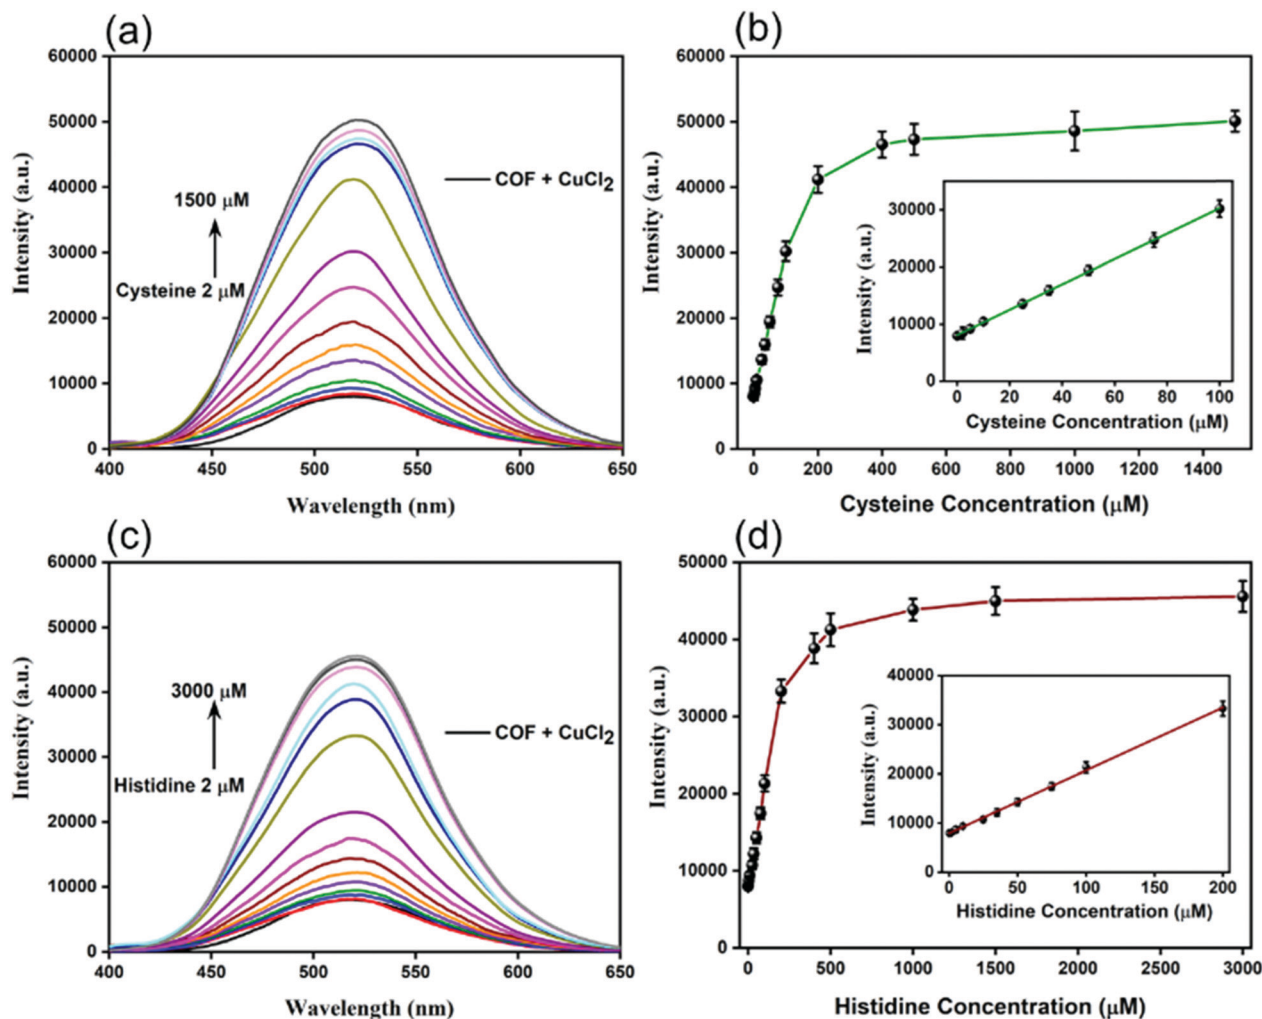 (a)
60000
50000
40000
30000
20000
10000
0
Intensity (a.u.)
1500 μM
Cysteine 2 μM
COF + CuCl₂
400 450 500 550 600 650
Wavelength (nm)
(b)
60000
50000
40000
30000
20000
10000
0
Intensity (a.u.)
0 200 400 600 800 1000 1200 1400
Cysteine Concentration (μM)
30000
20000
10000
0
Intensity (a.u.)
0 20 40 60 80 100
Cysteine Concentration (μM)
(c)
60000
50000
40000
30000
20000
10000
0
Intensity (a.u.)
3000 μM
Histidine 2 μM
COF + CuCl₂
400 450 500 550 600 650
Wavelength (nm)
(d)
50000
40000
30000
20000
10000
0
Intensity (a.u.)
0 500 1000 1500 2000 2500 3000
Histidine Concentration (μM)
40000
30000
20000
10000
0
Intensity (a.u.)
0 50 100 150 200
Histidine Concentration (μM)